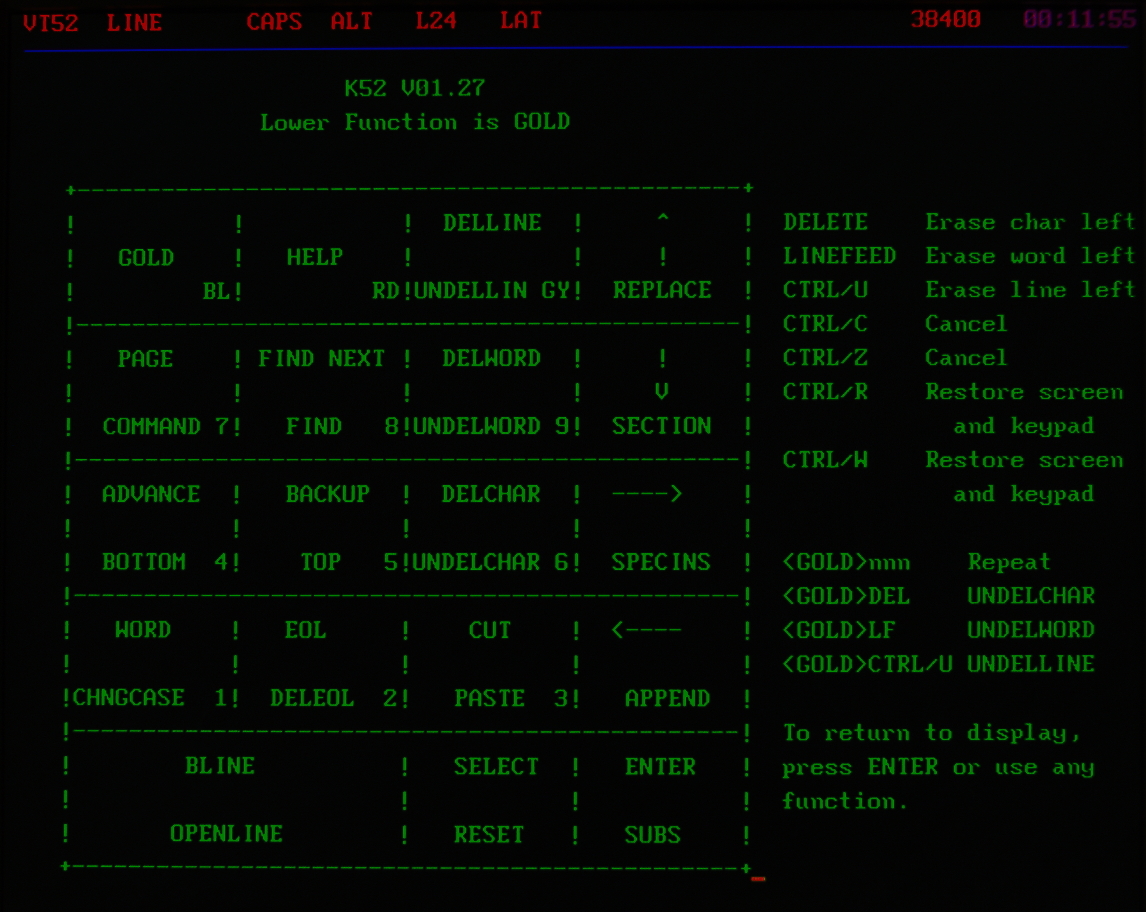 VT52  LINE      CAPS  ALT   L24   LAT                           38400   00:11:55
                       K52 V01.27
                 Lower Function is GOLD
+-----------------------------------------------+
!           !           !  DELLINE  !     ^     !  DELETE    Erase char left
!   GOLD    !   HELP    !           !     !     !  LINEFEED  Erase word left
!         BL!         RD!UNDELLIN GY!  REPLACE  !  CTRL/U    Erase line left
!-----------------------------------------------!  CTRL/C    Cancel
!   PAGE    ! FIND NEXT !  DELWORD  !     !     !  CTRL/Z    Cancel
!           !           !           !     V     !  CTRL/R    Restore screen
!  COMMAND 7!   FIND   8!UNDELWORD 9!  SECTION  !              and keypad
!-----------------------------------------------!  CTRL/W    Restore screen
!  ADVANCE  !   BACKUP  !  DELCHAR  !  ---->    !              and keypad
!           !           !           !           !
!  BOTTOM  4!    TOP   5!UNDELCHAR 6!  SPECINS  !  <GOLD>nnn    Repeat
!-----------------------------------------------!  <GOLD>DEL    UNDELCHAR
!   WORD    !   EOL     !    CUT    !  <----    !  <GOLD>LF     UNDELWORD
!           !           !           !           !  <GOLD>CTRL/U UNDELLINE
!CHNGCASE  1!  DELEOL  2!   PASTE  3!   APPEND  !
!-----------------------------------------------!  To return to display,
!        BLINE          !   SELECT  !   ENTER   !  press ENTER or use any
!                       !           !           !  function.
!       OPENLINE        !   RESET   !   SUBS    !
+-----------------------------------------------+_